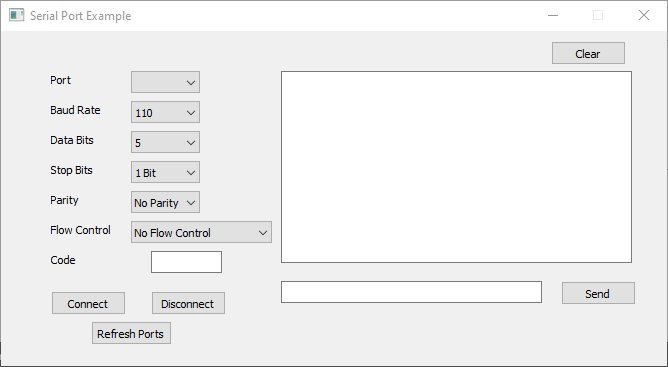 Serial Port Example
Clear
Port
Baud Rate 110
Data Bits 5
Stop Bits 1 Bit
Parity No Parity
Flow Control No Flow Control
Code
Connect Disconnect Send
Refresh Ports